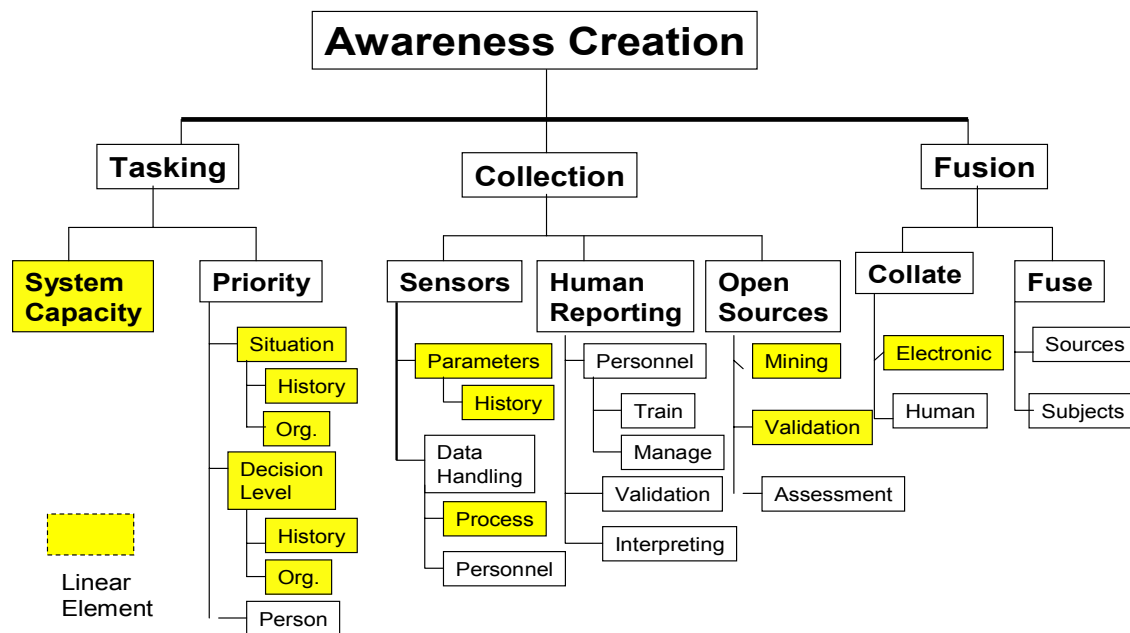 Awareness Creation
Tasking
Collection
Fusion
System
Capacity
Priority
Situation
History
Org.
Decision
Level
History
Org.
Person
Sensors
Parameters
History
Data
Handling
Process
Personnel
Human
Reporting
Personnel
Train
Manage
Validation
Interpreting
Open
Sources
Mining
Validation
Assessment
Collate
Electronic
Human
Fuse
Sources
Subjects
Linear
Element